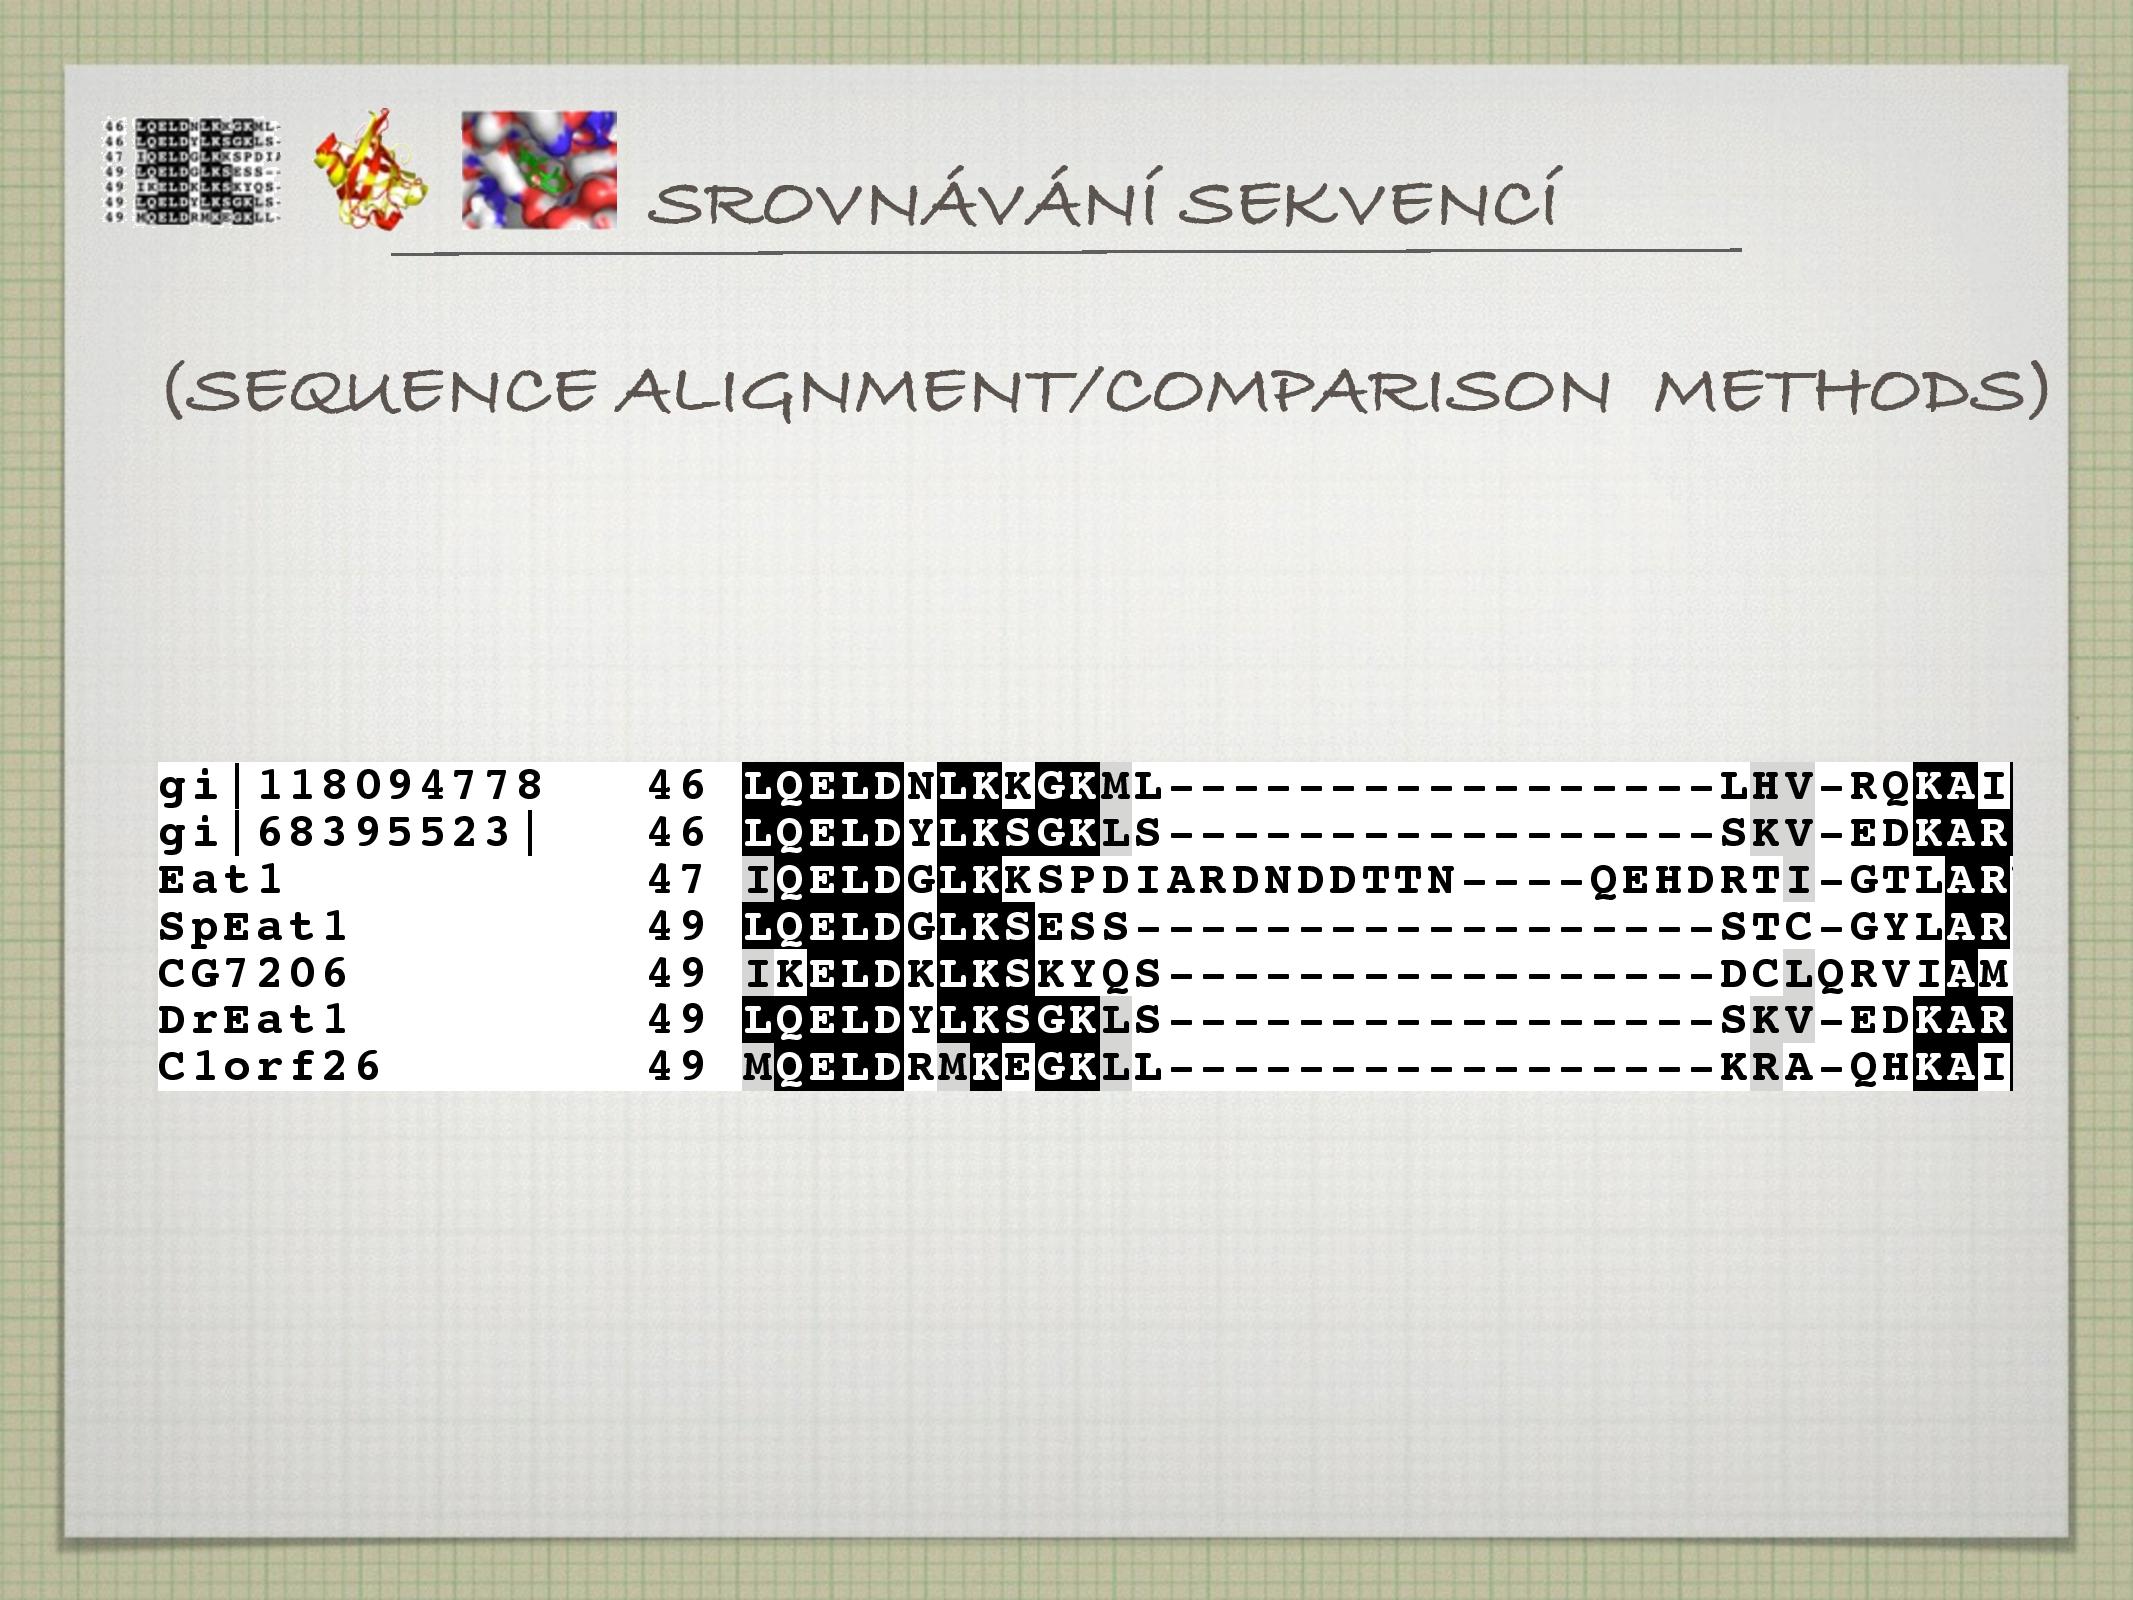 46 LQELDNLKKGKML-
46 LQELDYLKSGKLS-
47 IQELDGLKKSPDIA
49 LQELDGLKSESS--
49 IKELDKLKSKYQS-
49 LQELDYLKSGKLS-
49 MQELDRMKEGKLL-
SROVNÁVÁNÍ SEKVENCÍ
(SEQUENCE ALIGNMENT/COMPARISON METHODS)
gi|118094778 46 LQELDNLKKGKML-----------------LHV-RQKAI
gi|68395523| 46 LQELDYLKSGKLS-----------------SKV-EDKAR
Eat1 47 IQELDGLKKSPDIARDNDDTTN----QEHDRTI-GTLAR
SpEat1 49 LQELDGLKSESS------------------STC-GYLAR
CG7206 49 IKELDKLKSKYQS-----------------DCLQRVIAM
DrEat1 49 LQELDYLKSGKLS-----------------SKV-EDKAR
C1orf26 49 MQELDRMKEGKLL-----------------KRA-QHKAI